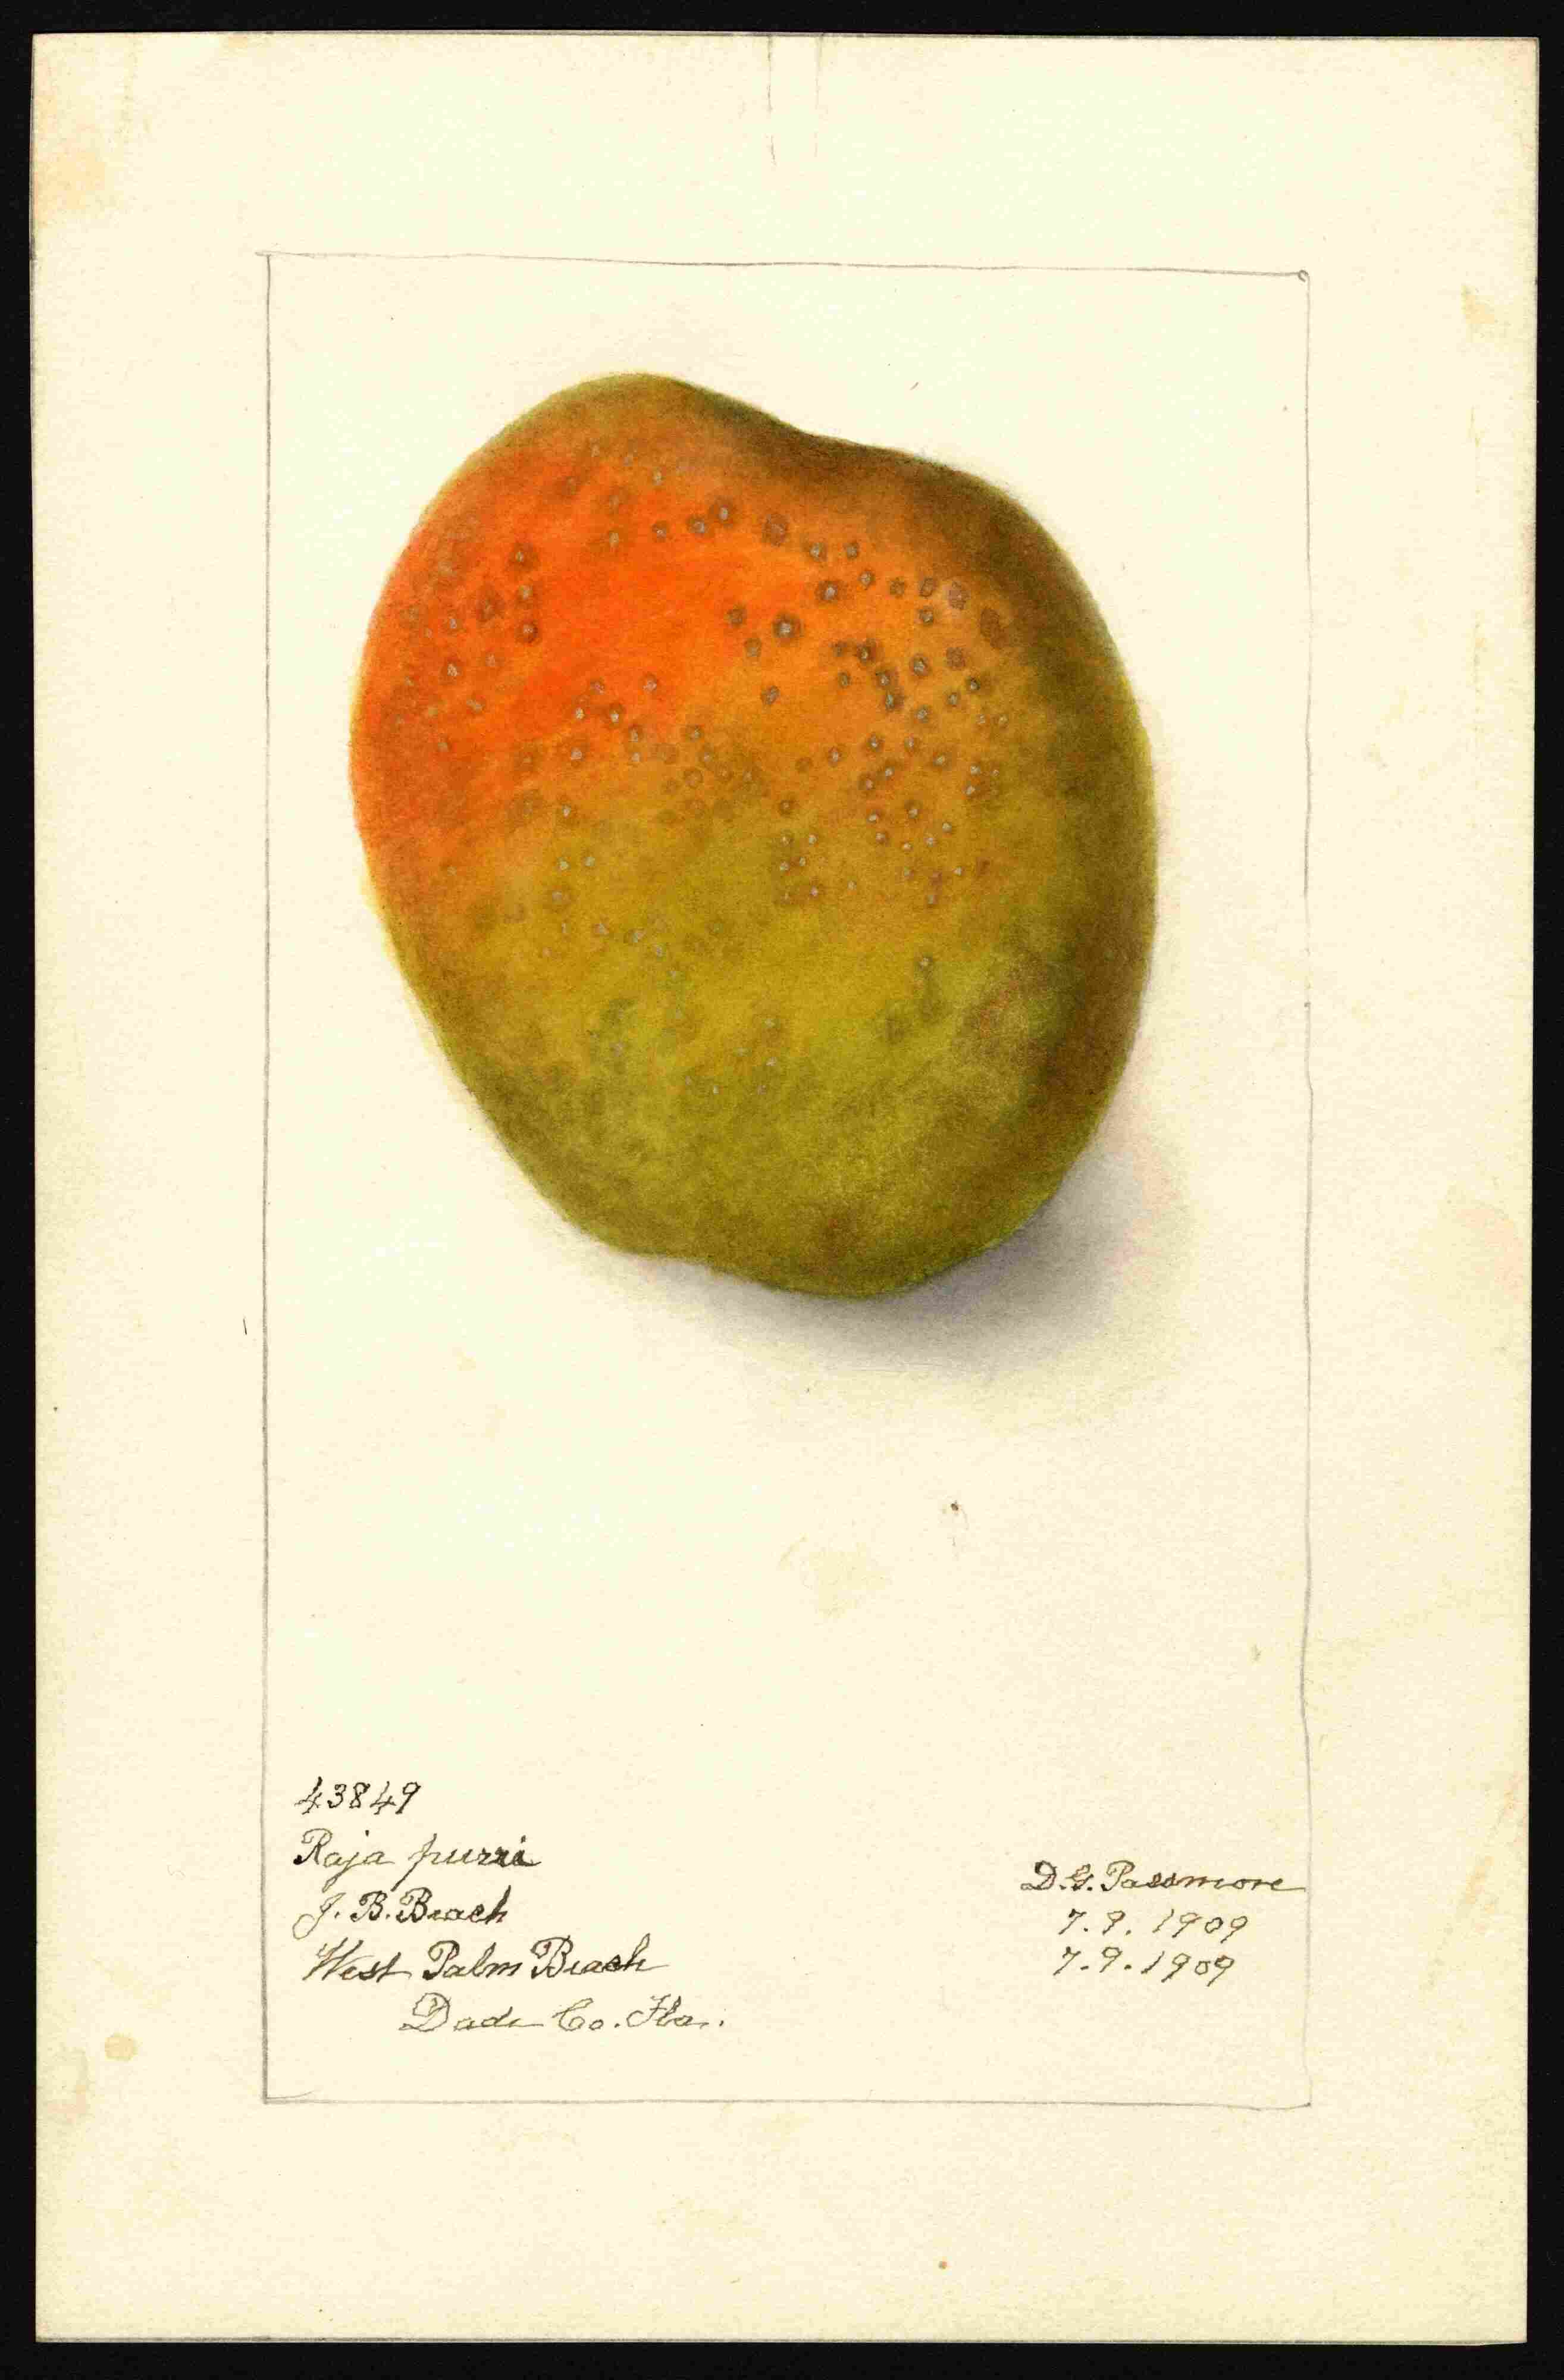 43849
Raja purri
J. B. Beach
West Palm Beach
Dade Co. Fla.
D. G. Passmore
7. 9. 1909
7. 9. 1909